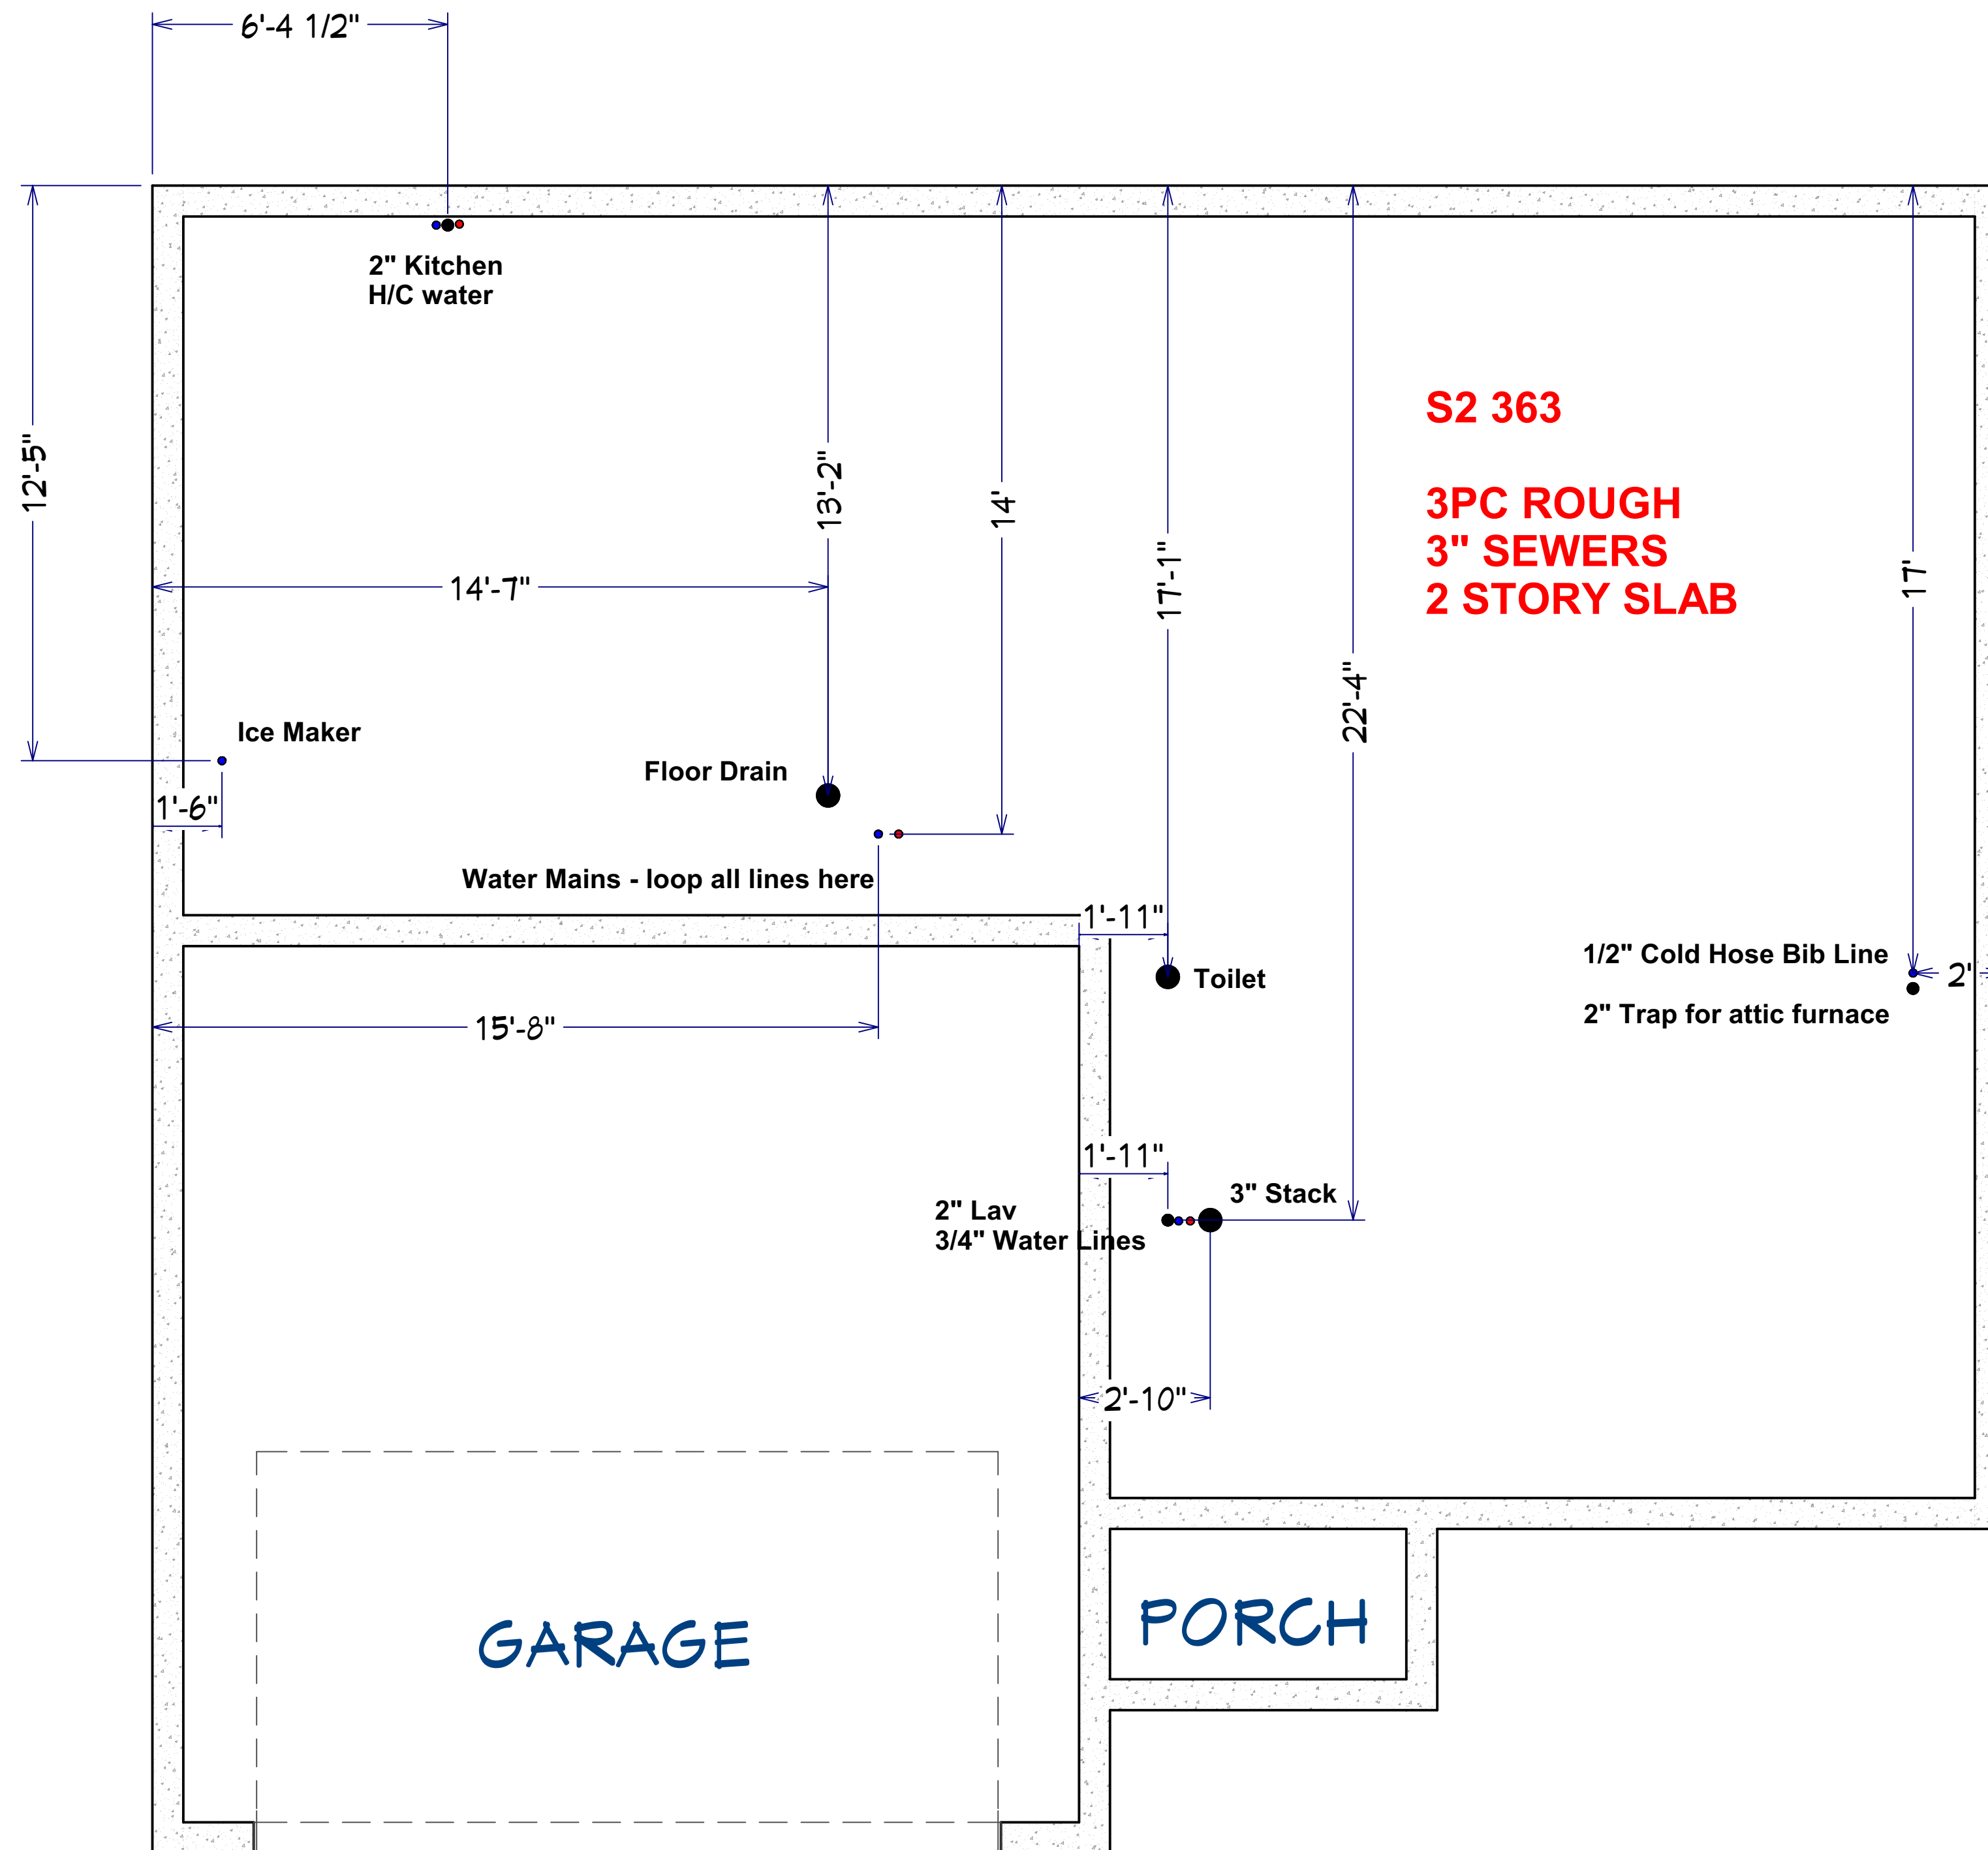 6'-4 1/2"
2" Kitchen
H/C water
S2 363
12'-5"
13'-2"
14'
3PC ROUGH
3" SEWERS
2 STORY SLAB
14'-7"
17'-1"
17'
22'-4"
Ice Maker
Floor Drain
1'-6"
Water Mains - loop all lines here
1'-11"
1/2" Cold Hose Bib Line
Toilet
2'
2" Trap for attic furnace
15'-8"
1'-11"
3" Stack
2" Lav
3/4" Water Lines
2'-10"
GARAGE
PORCH